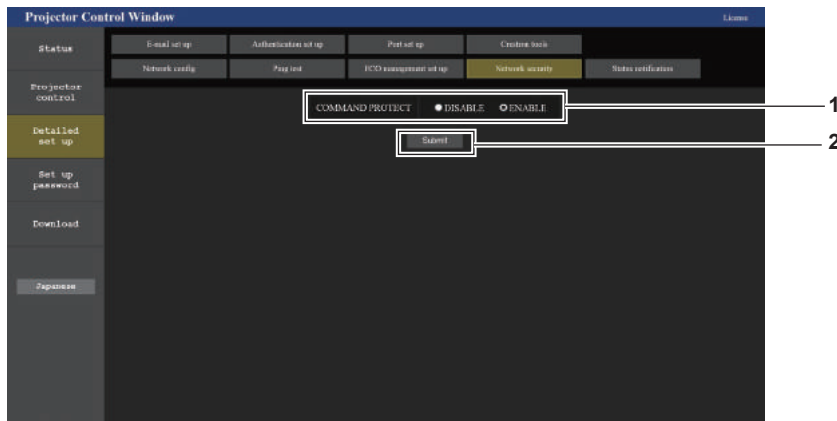 Projector Control Window
License
Status
E-mail set up
Authentication set up
Port set up
Crestron tools
Network config
Ping test
ECO management set up
Network security
Status notification
Projector
control
COMMAND PROTECT DISABLE ENABLE
1
Detailed
set up
Submit
2
Set up
password
Download
Japanese